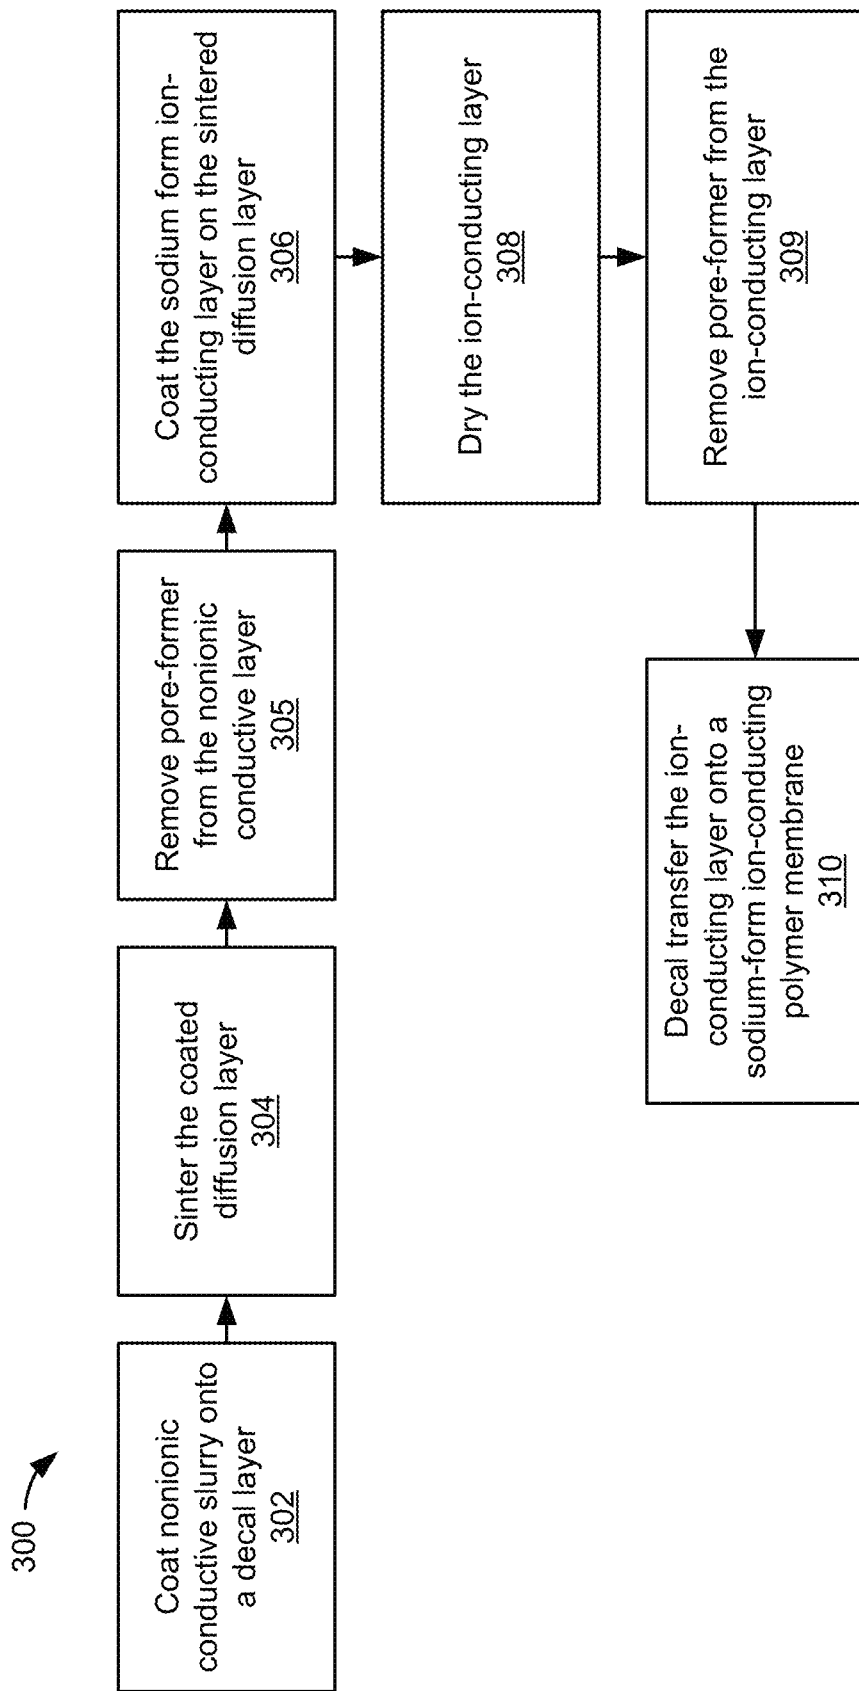 300
Coat nonionic
conductive slurry onto
a decal layer
302
Sinter the coated
diffusion layer
304
Remove pore-former
from the nonionic
conductive layer
305
Coat the sodium form ion-
conducting layer on the sintered
diffusion layer
306
Dry the ion-conducting layer
308
Remove pore-former from the
ion-conducting layer
309
Decal transfer the ion-
conducting layer onto a
sodium-form ion-conducting
polymer membrane
310